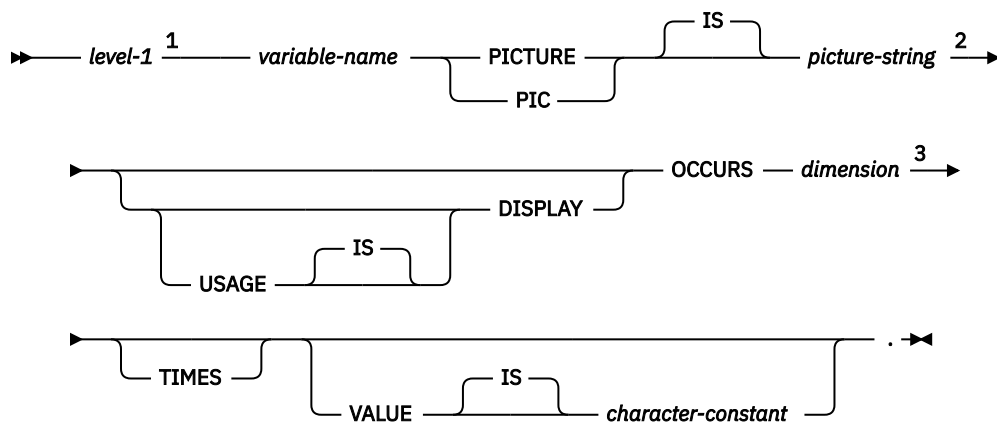 IS
level-1 1 variable-name PICTURE picture-string 2
PIC
OCCURS dimension 3
DISPLAY
IS
USAGE
.
TIMES IS
VALUE character-constant